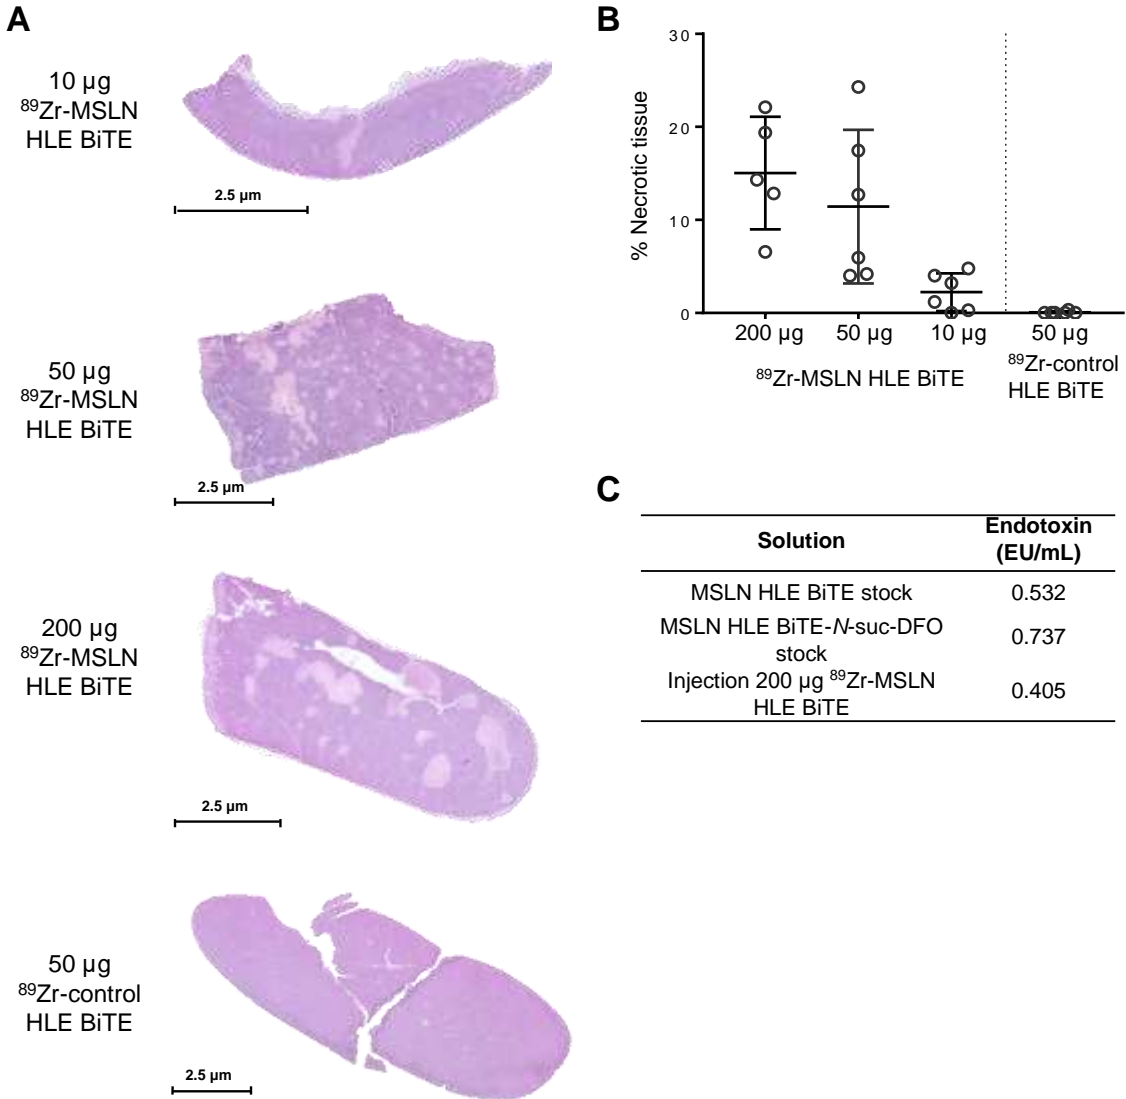 A
10 µg
⁸⁹Zr-MSLN
HLE BiTE
2.5 µm
50 µg
⁸⁹Zr-MSLN
HLE BiTE
2.5 µm
200 µg
⁸⁹Zr-MSLN
HLE BiTE
2.5 µm
50 µg
⁸⁹Zr-control
HLE BiTE
2.5 µm
B
% Necrotic tissue
30
20
10
0
200 µg 50 µg 10 µg 50 µg
⁸⁹Zr-MSLN HLE BiTE
⁸⁹Zr-control
HLE BiTE
C
Solution Endotoxin
(EU/mL)
MSLN HLE BiTE stock 0.532
MSLN HLE BiTE-N-suc-DFO
stock 0.737
Injection 200 µg ⁸⁹Zr-MSLN
HLE BiTE 0.405